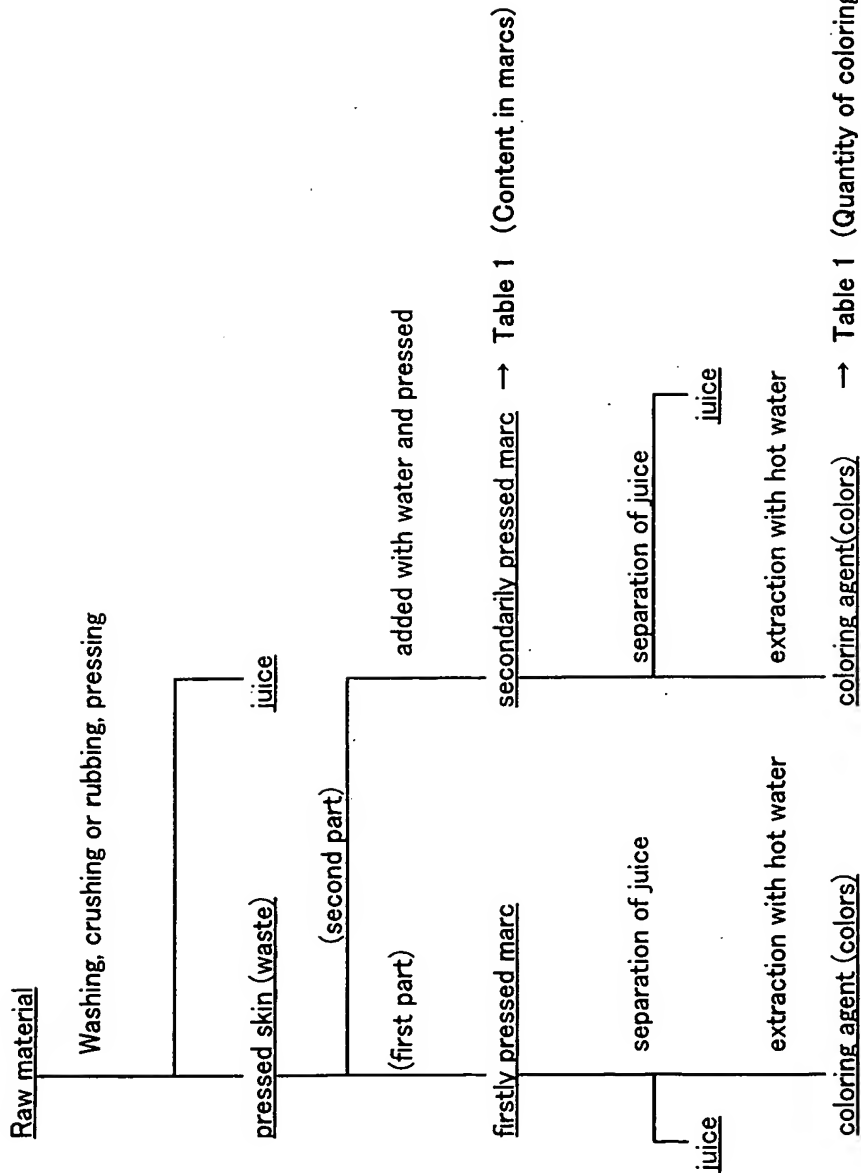 Raw material
Washing, crushing or rubbing, pressing
pressed skin (waste)
juice
(second part)
(first part)
added with water and pressed
firstly pressed marc
secondarily pressed marc → Table 1 (Content in marcs)
separation of juice
separation of juice
juice
juice
extraction with hot water
extraction with hot water
coloring agent (colors)
coloring agent(colors) → Table 1 (Quantity of coloring